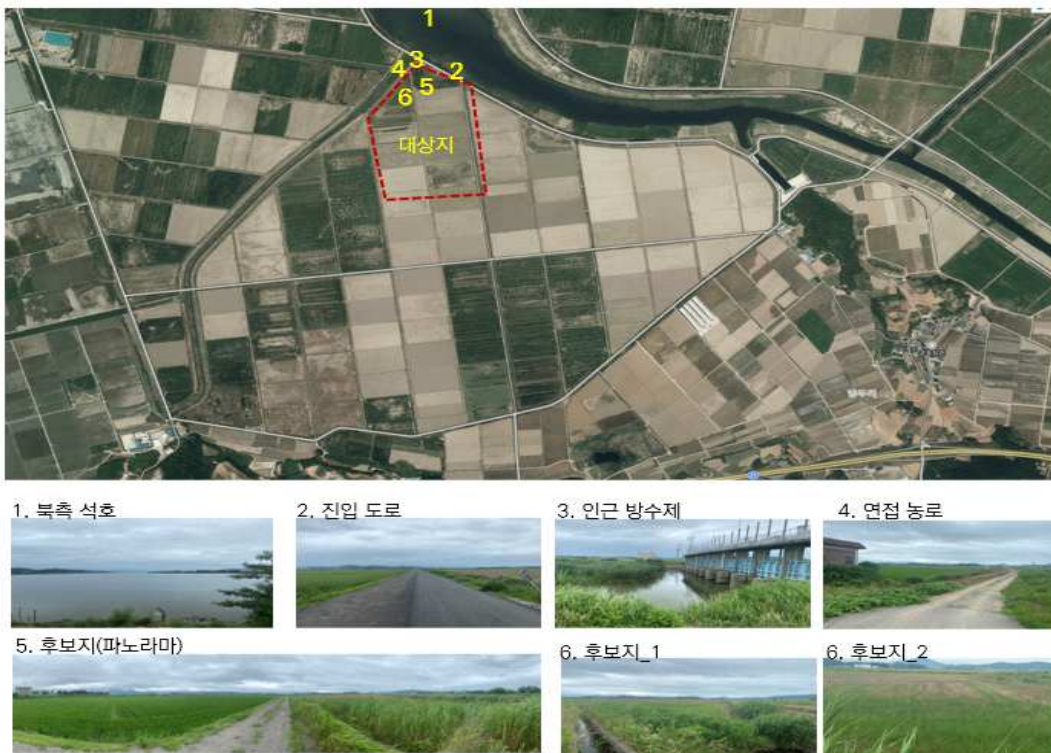 1
3
4
2
5
6
대상지
1. 북측 석호
2. 진입 도로
3. 인근 방수제
4. 연접 농로
5. 후보지(파노라마)
6. 후보지_1
6. 후보지_2